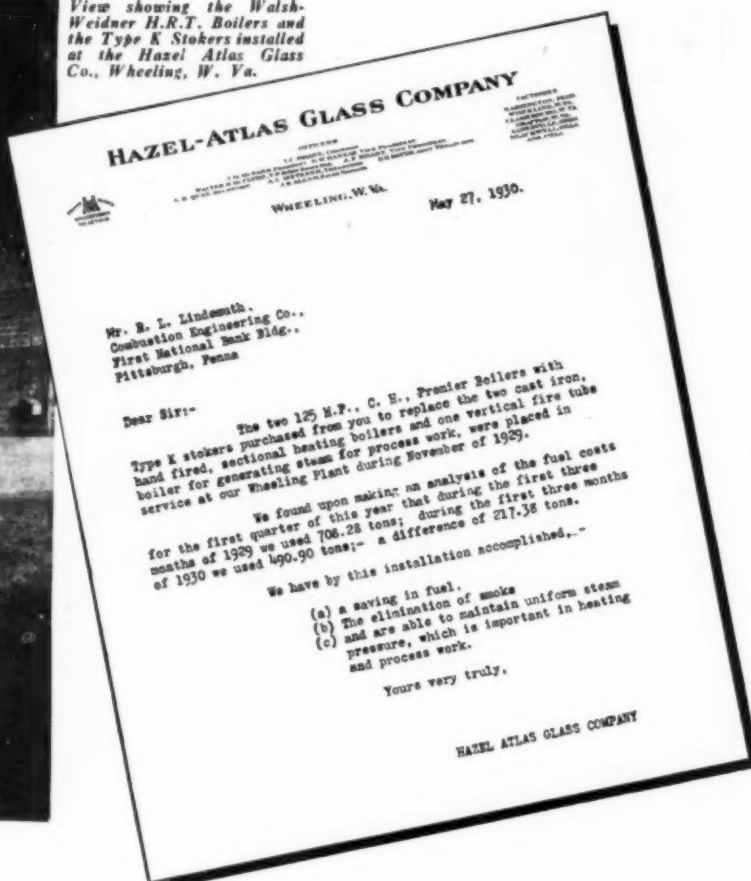 View showing the Walsh-
Weidner H.R.T. Boilers and
the Type K Stokers installed
at the Hazel Atlas Glass
Co., Wheeling, W. Va.
HAZEL-ATLAS GLASS COMPANY
OFFICERS
FACTORIES
WHEELING, W. VA.
May 27, 1930.
Mr. R. L. Lindemuth,
Combustion Engineering Co.,
First National Bank Bldg.,
Pittsburgh, Penna
Dear Sir:-
The two 125 H.P., C. H., Premier Boilers with
Type K stokers purchased from you to replace the two cast iron,
hand fired, sectional heating boilers and one vertical fire tube
boiler for generating steam for process work, were placed in
service at our Wheeling Plant during November of 1929.
We found upon making an analysis of the fuel costs
for the first quarter of this year that during the first three
months of 1929 we used 708.28 tons; during the first three months
of 1930 we used 490.90 tons;- a difference of 217.38 tons.
We have by this installation accomplished,_-
(a) a saving in fuel.
(b) The elimination of smoke
(c) and are able to maintain uniform steam
pressure, which is important in heating
and process work.
Yours very truly,
HAZEL ATLAS GLASS COMPANY